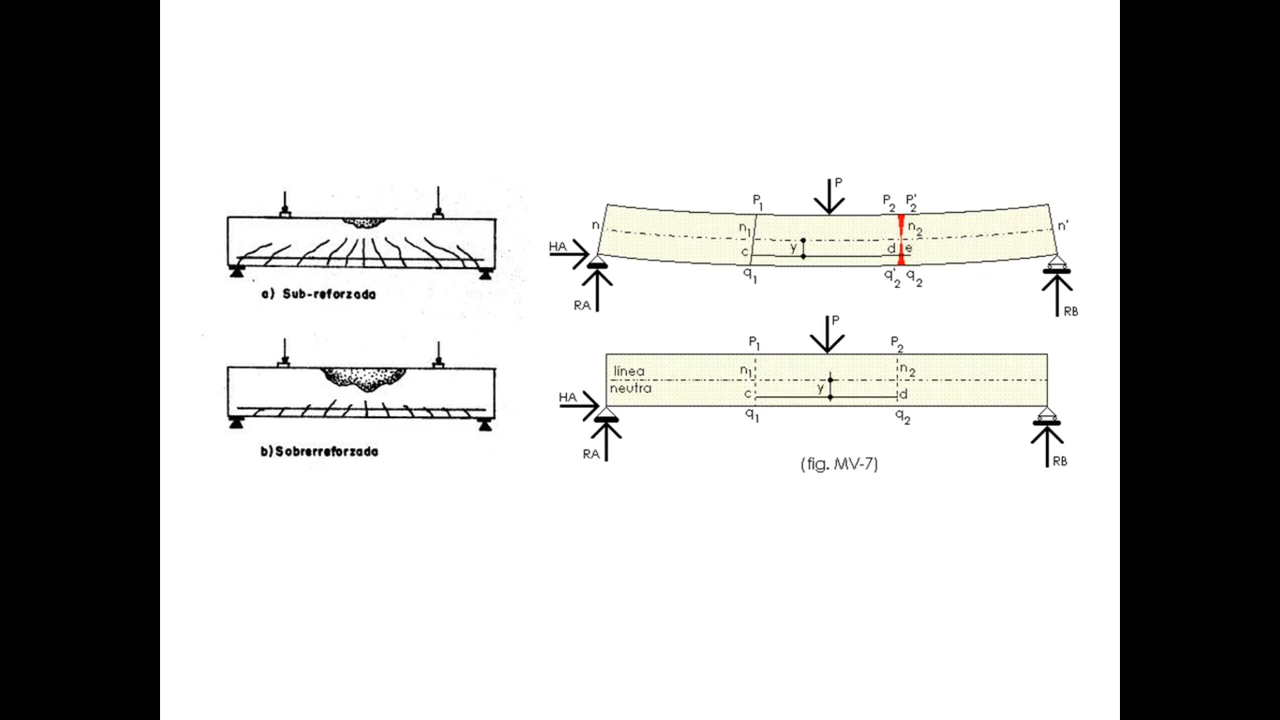 a) Sub-reforzada
b) Sobrerreforzada
P
P1 P2 P2'
n n1 n2 n'
HA c y d e
q1 q'2 q2
RA RB
P
P1 P2
línea n1 n2
neutra
HA c y d
q1 q2
RA RB
(fig. MV-7)